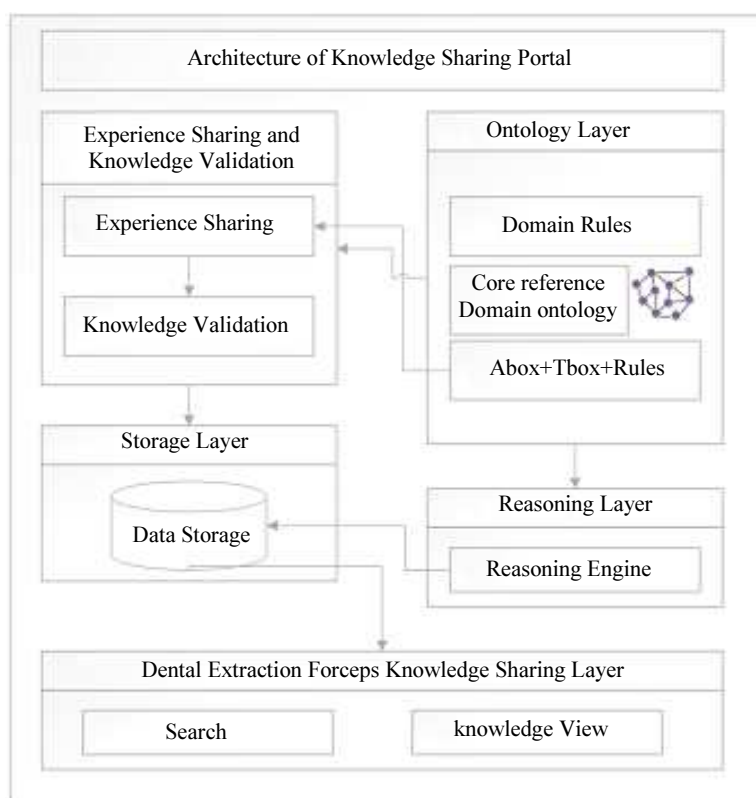 Architecture of Knowledge Sharing Portal
Experience Sharing and
Knowledge Validation
Experience Sharing
Knowledge Validation
Ontology Layer
Domain Rules
Core reference
Domain ontology
Abox+Tbox+Rules
Storage Layer
Data Storage
Reasoning Layer
Reasoning Engine
Dental Extraction Forceps Knowledge Sharing Layer
Search
knowledge View